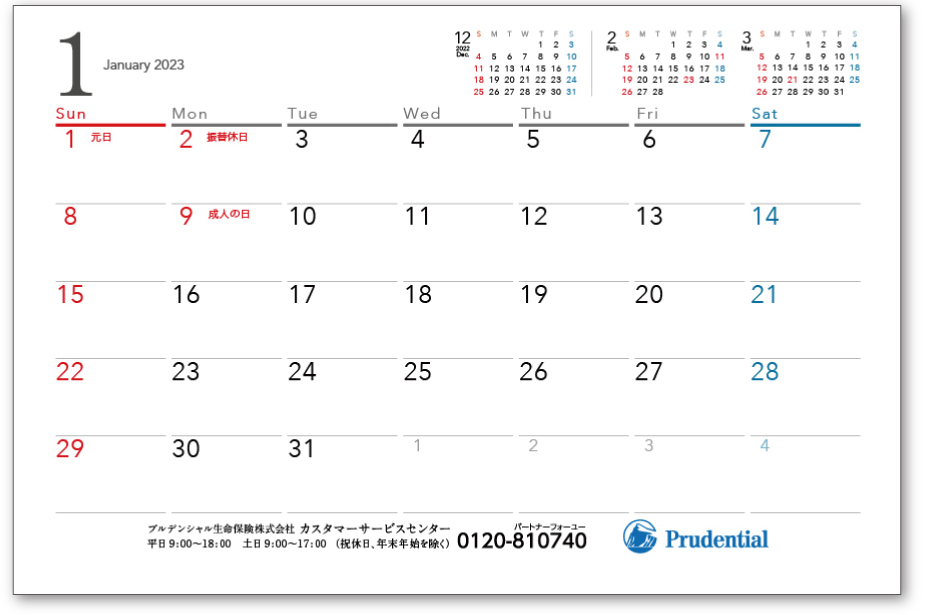 1 January 2023
12
2022
Dec.
S M T W T F S
1 2 3
4 5 6 7 8 9 10
11 12 13 14 15 16 17
18 19 20 21 22 23 24
25 26 27 28 29 30 31
2
Feb.
S M T W T F S
1 2 3 4
5 6 7 8 9 10 11
12 13 14 15 16 17 18
19 20 21 22 23 24 25
26 27 28
3
Mar.
S M T W T F S
1 2 3 4
5 6 7 8 9 10 11
12 13 14 15 16 17 18
19 20 21 22 23 24 25
26 27 28 29 30 31
Sun Mon Tue Wed Thu Fri Sat
1 元日 2 振替休日 3 4 5 6 7
8 9 成人の日 10 11 12 13 14
15 16 17 18 19 20 21
22 23 24 25 26 27 28
29 30 31 1 2 3 4
プルデンシャル生命保険株式会社 カスタマーサービスセンター
平日9:00〜18:00 土日9:00〜17:00 (祝休日、年末年始を除く)
パートナーフォーユー
0120-810740
Prudential